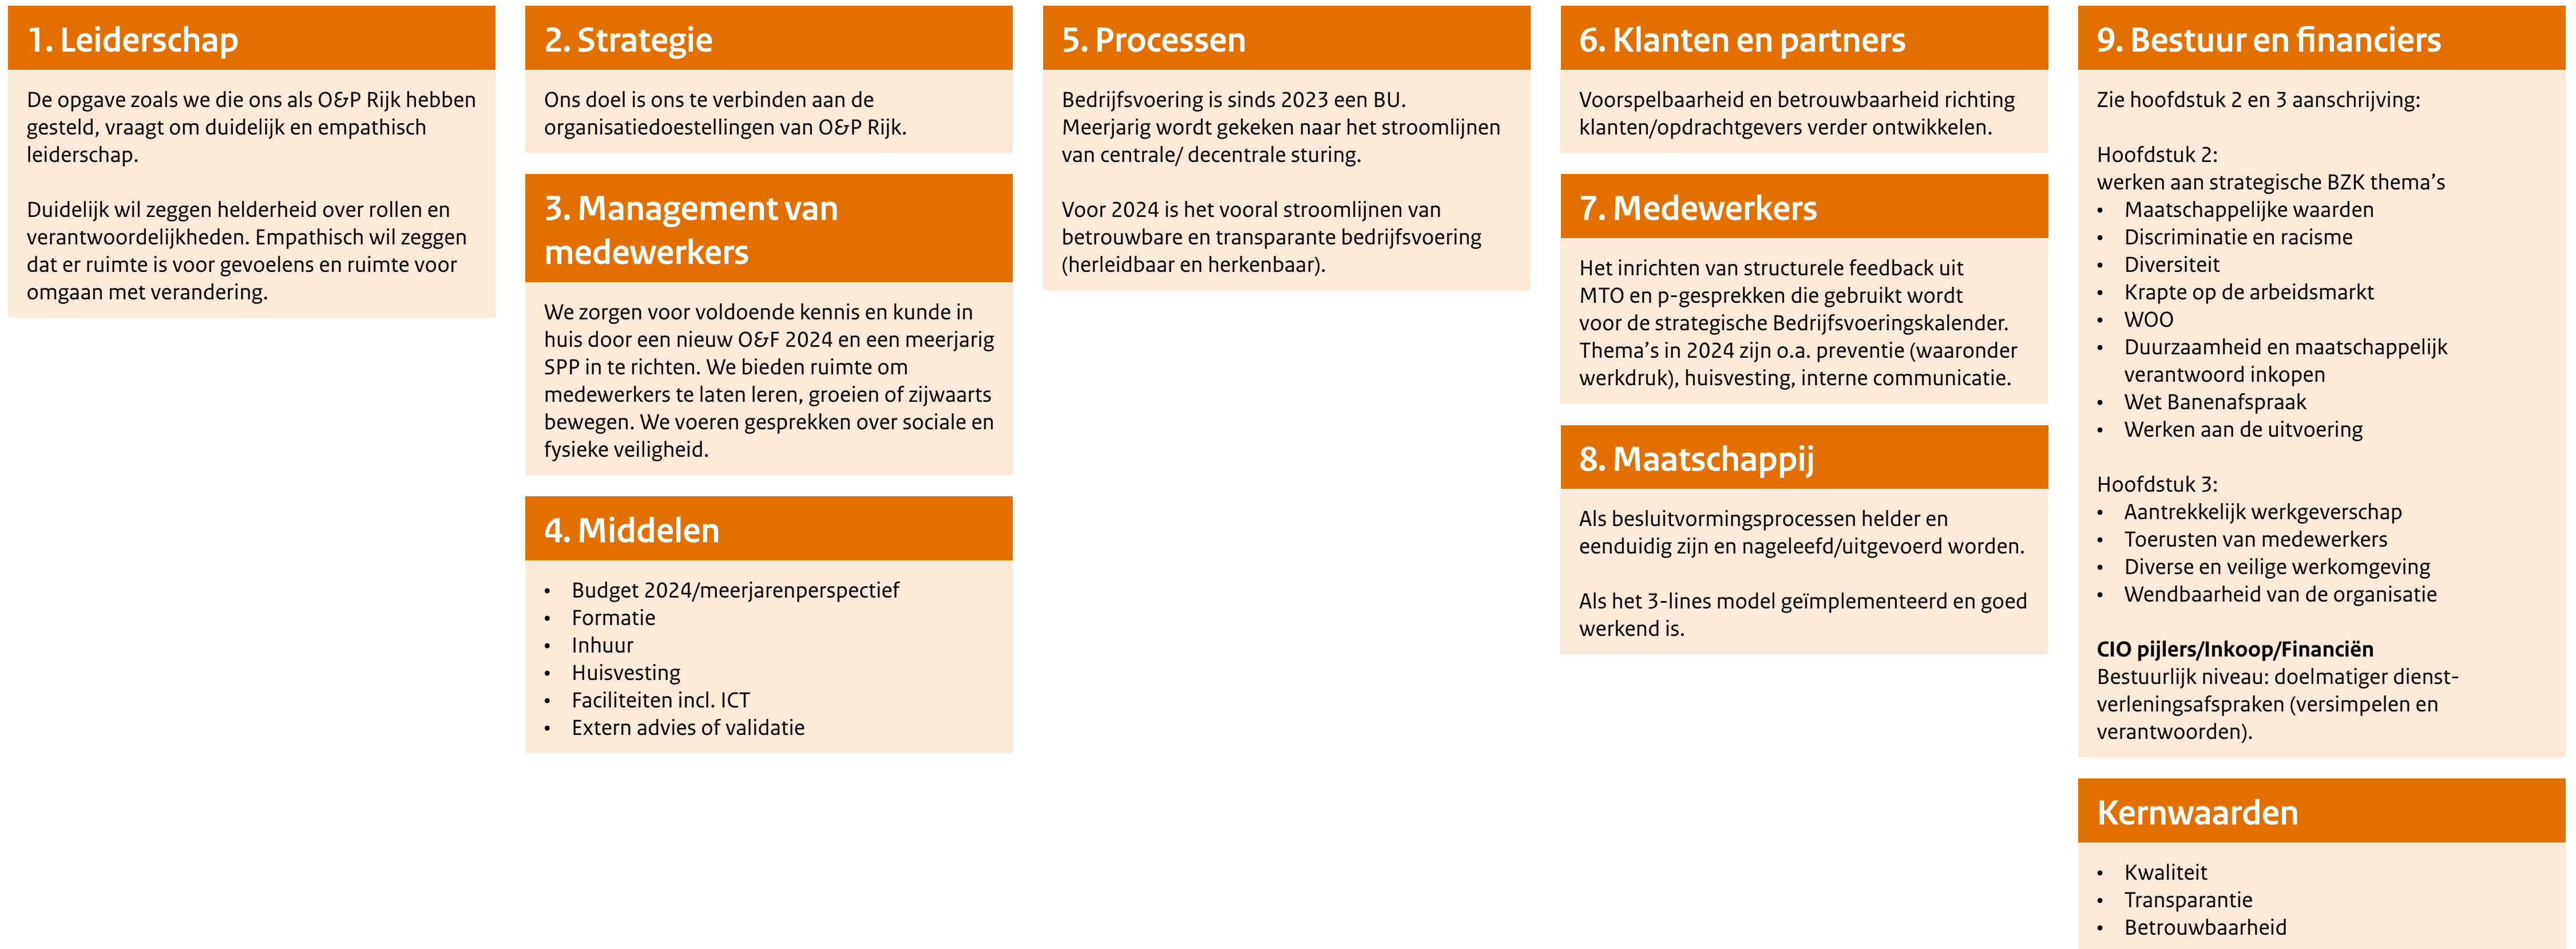 1. Leiderschap
De opgave zoals we die ons als O&P Rijk hebben
gesteld, vraagt om duidelijk en empathisch
leiderschap.
Duidelijk wil zeggen helderheid over rollen en
verantwoordelijkheden. Empathisch wil zeggen
dat er ruimte is voor gevoelens en ruimte voor
omgaan met verandering.
2. Strategie
Ons doel is ons te verbinden aan de
organisatiedoestellingen van O&P Rijk.
3. Management van
medewerkers
We zorgen voor voldoende kennis en kunde in
huis door een nieuw O&F 2024 en een meerjarig
SPP in te richten. We bieden ruimte om
medewerkers te laten leren, groeien of zijwaarts
bewegen. We voeren gesprekken over sociale en
fysieke veiligheid.
4. Middelen
• Budget 2024/meerjarenperspectief
• Formatie
• Inhuur
• Huisvesting
• Faciliteiten incl. ICT
• Extern advies of validatie
5. Processen
Bedrijfsvoering is sinds 2023 een BU.
Meerjarig wordt gekeken naar het stroomlijnen
van centrale/ decentrale sturing.
Voor 2024 is het vooral stroomlijnen van
betrouwbare en transparante bedrijfsvoering
(herleidbaar en herkenbaar).
6. Klanten en partners
Voorspelbaarheid en betrouwbaarheid richting
klanten/opdrachtgevers verder ontwikkelen.
7. Medewerkers
Het inrichten van structurele feedback uit
MTO en p-gesprekken die gebruikt wordt
voor de strategische Bedrijfsvoeringskalender.
Thema’s in 2024 zijn o.a. preventie (waaronder
werkdruk), huisvesting, interne communicatie.
8. Maatschappij
Als besluitvormingsprocessen helder en
eenduidig zijn en nageleefd/uitgevoerd worden.
Als het 3-lines model geïmplementeerd en goed
werkend is.
9. Bestuur en financiers
Zie hoofdstuk 2 en 3 aanschrijving:
Hoofdstuk 2:
werken aan strategische BZK thema’s
• Maatschappelijke waarden
• Discriminatie en racisme
• Diversiteit
• Krapte op de arbeidsmarkt
• WOO
• Duurzaamheid en maatschappelijk
verantwoord inkopen
• Wet Banenafspraak
• Werken aan de uitvoering
Hoofdstuk 3:
• Aantrekkelijk werkgeverschap
• Toerusten van medewerkers
• Diverse en veilige werkomgeving
• Wendbaarheid van de organisatie
CIO pijlers/Inkoop/Financiën
Bestuurlijk niveau: doelmatiger dienst-
verleningsafspraken (versimpelen en
verantwoorden).
Kernwaarden
• Kwaliteit
• Transparantie
• Betrouwbaarheid